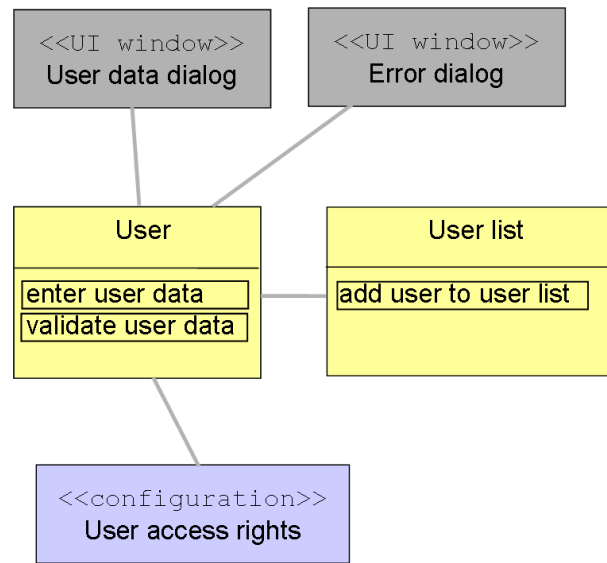 <<UI window>>
User data dialog
<<UI window>>
Error dialog
User
enter user data
validate user data
User list
add user to user list
<<configuration>>
User access rights